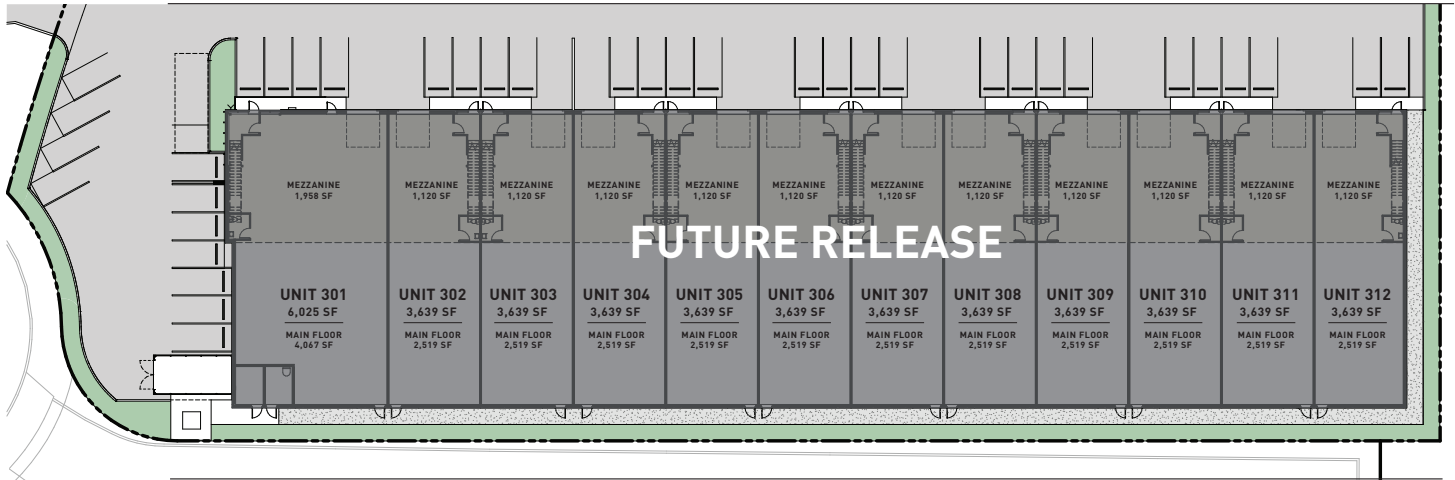 MEZZANINE
1,958 SF
MEZZANINE
1,120 SF
MEZZANINE
1,120 SF
MEZZANINE
1,120 SF
MEZZANINE
1,120 SF
MEZZANINE
1,120 SF
MEZZANINE
1,120 SF
MEZZANINE
1,120 SF
MEZZANINE
1,120 SF
MEZZANINE
1,120 SF
MEZZANINE
1,120 SF
MEZZANINE
1,120 SF
FUTURE RELEASE
UNIT 301
6,025 SF
MAIN FLOOR
4,067 SF
UNIT 302
3,639 SF
MAIN FLOOR
2,519 SF
UNIT 303
3,639 SF
MAIN FLOOR
2,519 SF
UNIT 304
3,639 SF
MAIN FLOOR
2,519 SF
UNIT 305
3,639 SF
MAIN FLOOR
2,519 SF
UNIT 306
3,639 SF
MAIN FLOOR
2,519 SF
UNIT 307
3,639 SF
MAIN FLOOR
2,519 SF
UNIT 308
3,639 SF
MAIN FLOOR
2,519 SF
UNIT 309
3,639 SF
MAIN FLOOR
2,519 SF
UNIT 310
3,639 SF
MAIN FLOOR
2,519 SF
UNIT 311
3,639 SF
MAIN FLOOR
2,519 SF
UNIT 312
3,639 SF
MAIN FLOOR
2,519 SF